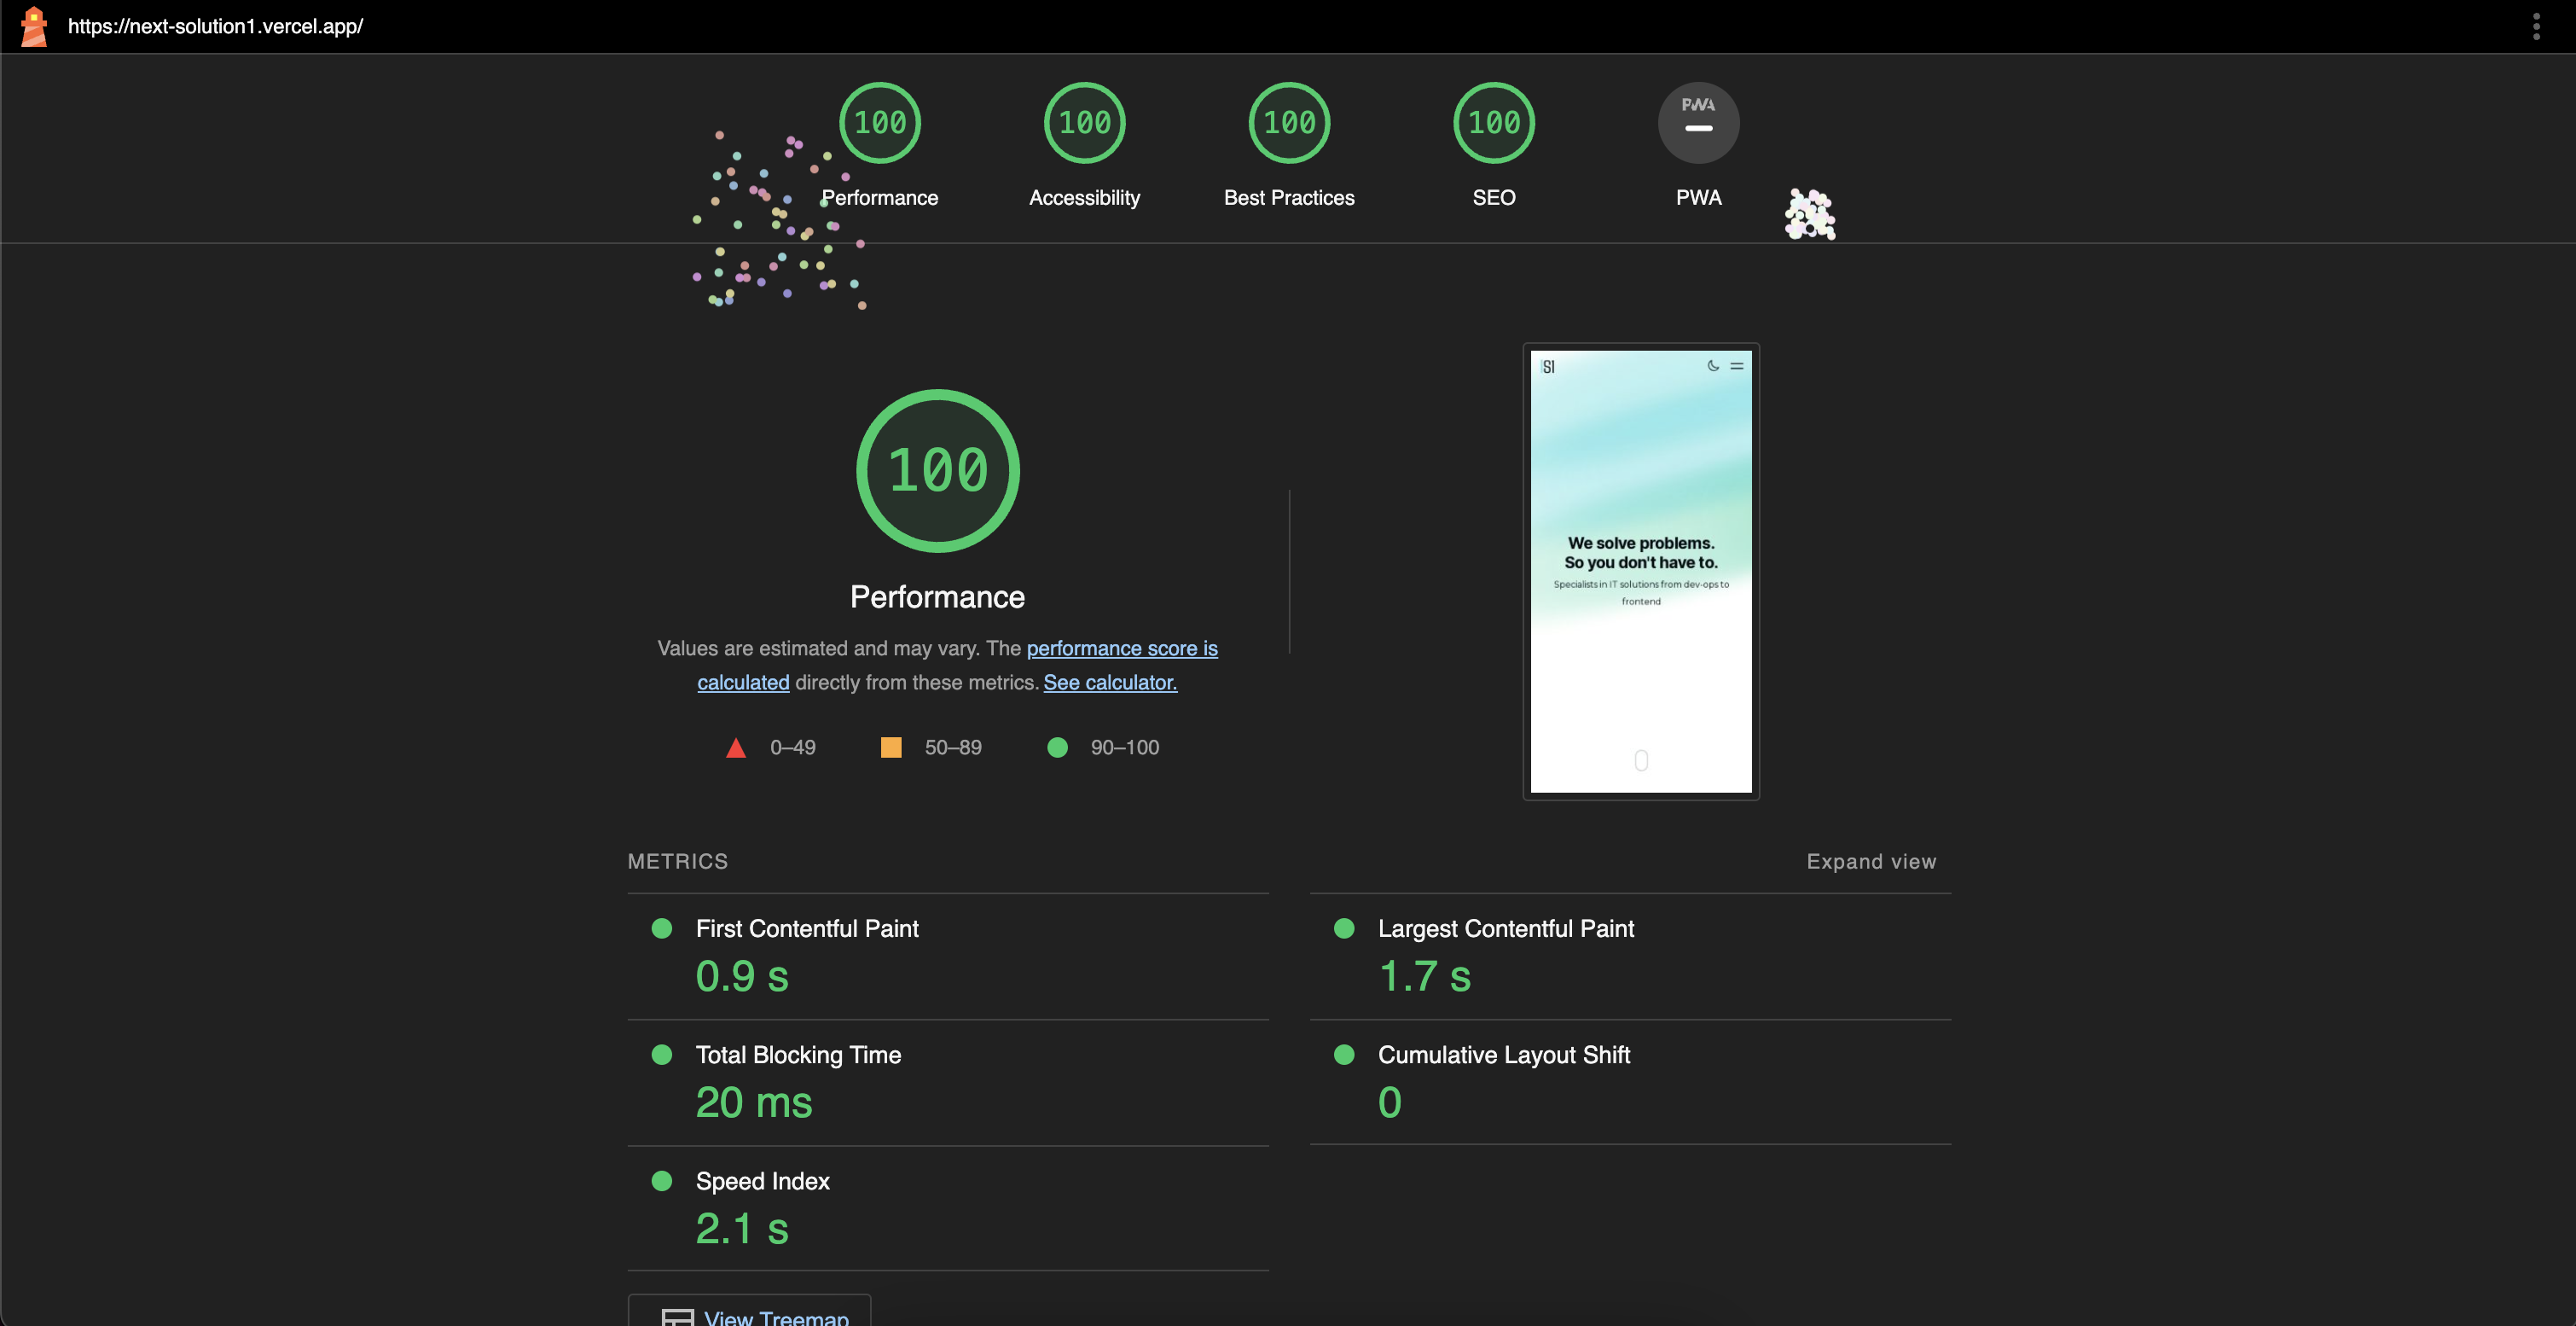 https://next-solution1.vercel.app/
100
100
100
100
PWA
Performance
Accessibility
Best Practices
SEO
PWA
100
Performance
Values are estimated and may vary. The performance score is
calculated directly from these metrics. See calculator.
0–49
50–89
90–100
SI
We solve problems.
So you don't have to.
Specialists in IT solutions from dev-ops to
frontend
METRICS
Expand view
First Contentful Paint
0.9 s
Largest Contentful Paint
1.7 s
Total Blocking Time
20 ms
Cumulative Layout Shift
0
Speed Index
2.1 s
View Treemap